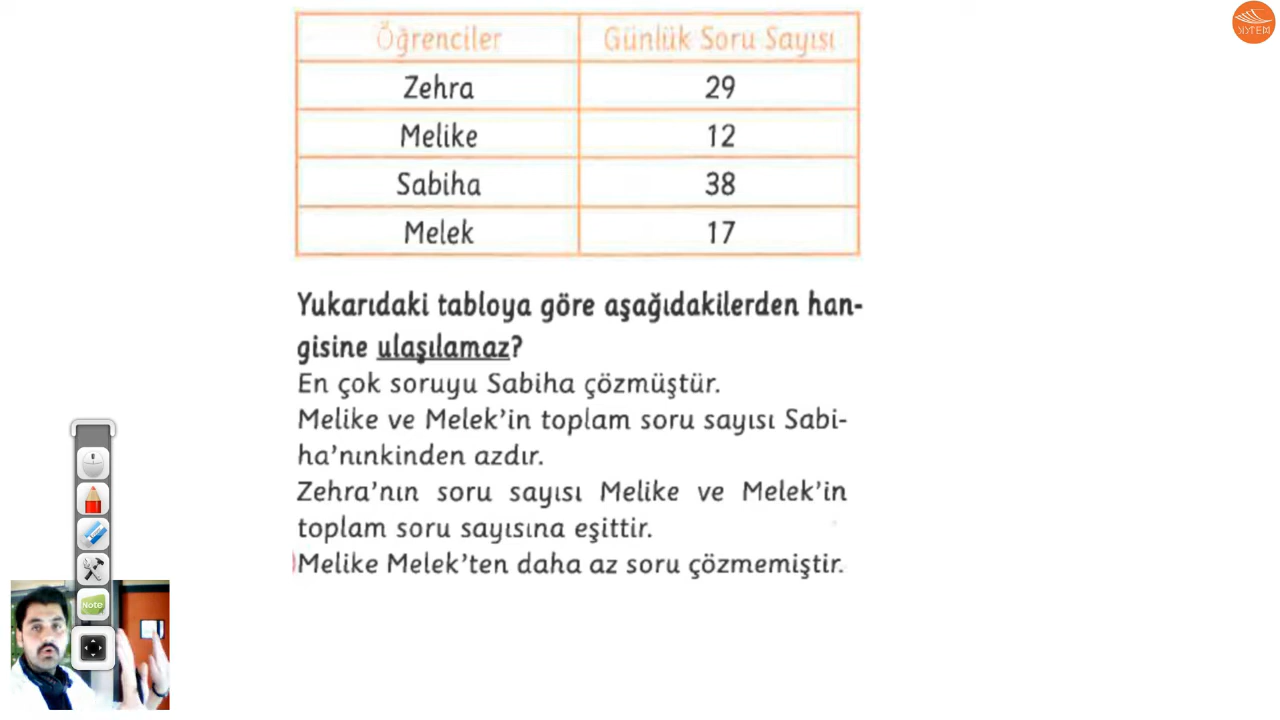 Öğrenciler Günlük Soru Sayısı
Zehra 29
Melike 12
Sabiha 38
Melek 17
Yukarıdaki tabloya göre aşağıdakilerden han-
gisine ulaşılamaz?
En çok soruyu Sabiha çözmüştür.
Melike ve Melek'in toplam soru sayısı Sabi-
ha'nınkinden azdır.
Zehra'nın soru sayısı Melike ve Melek'in
toplam soru sayısına eşittir.
Melike Melek'ten daha az soru çözmemiştir.
Note